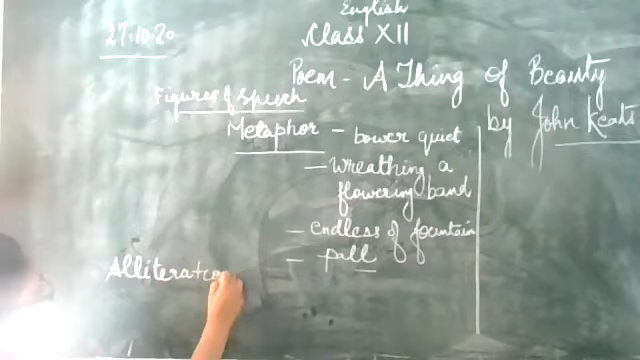 English
27.10.20
Class XII
Poem - A Thing of Beauty
by John Keats
Figures of Speech
Metaphor - bower quiet
- wreathing a
flowering band
- endless of fountain
- pall
Alliteration